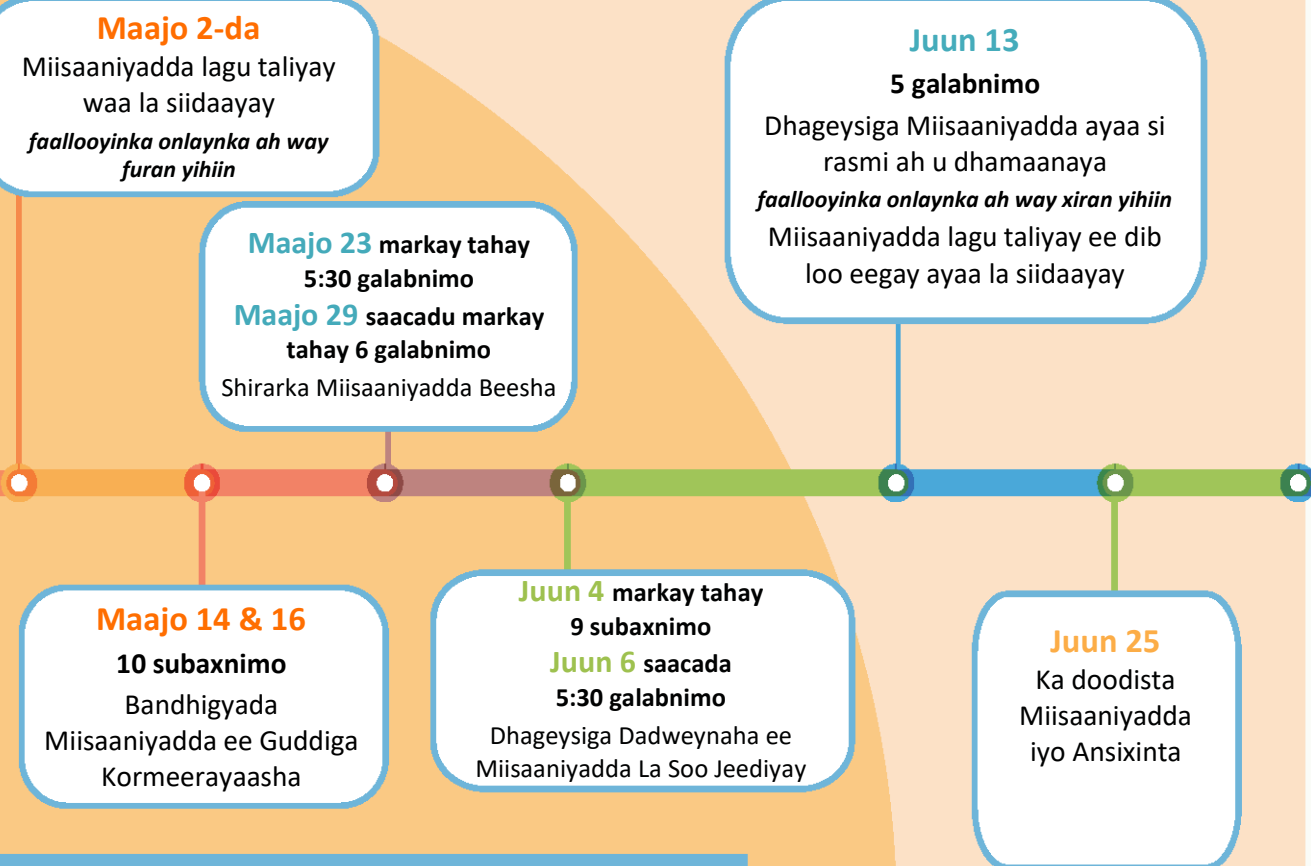 Maajo 2-da
Miisaaniyadda lagu taliyay
waa la siidaayay
faallooyinka onlaynka ah way
furan yihiin
Maajo 23 markay tahay
5:30 galabnimo
Maajo 29 saacadu markay
tahay 6 galabnimo
Shirarka Miisaaniyadda Beesha
Juun 13
5 galabnimo
Dhageysiga Miisaaniyadda ayaa si
rasmi ah u dhamaanaya
faallooyinka onlaynka ah way xiran yihiin
Miisaaniyadda lagu taliyay ee dib
loo eegay ayaa la siidaayay
Maajo 14 & 16
10 subaxnimo
Bandhigyada
Miisaaniyadda ee Guddiga
Kormeerayaasha
Juun 4 markay tahay
9 subaxnimo
Juun 6 saacada
5:30 galabnimo
Dhageysiga Dadweynaha ee
Miisaaniyadda La Soo Jeediyay
Juun 25
Ka doodista
Miisaaniyadda
iyo Ansixinta